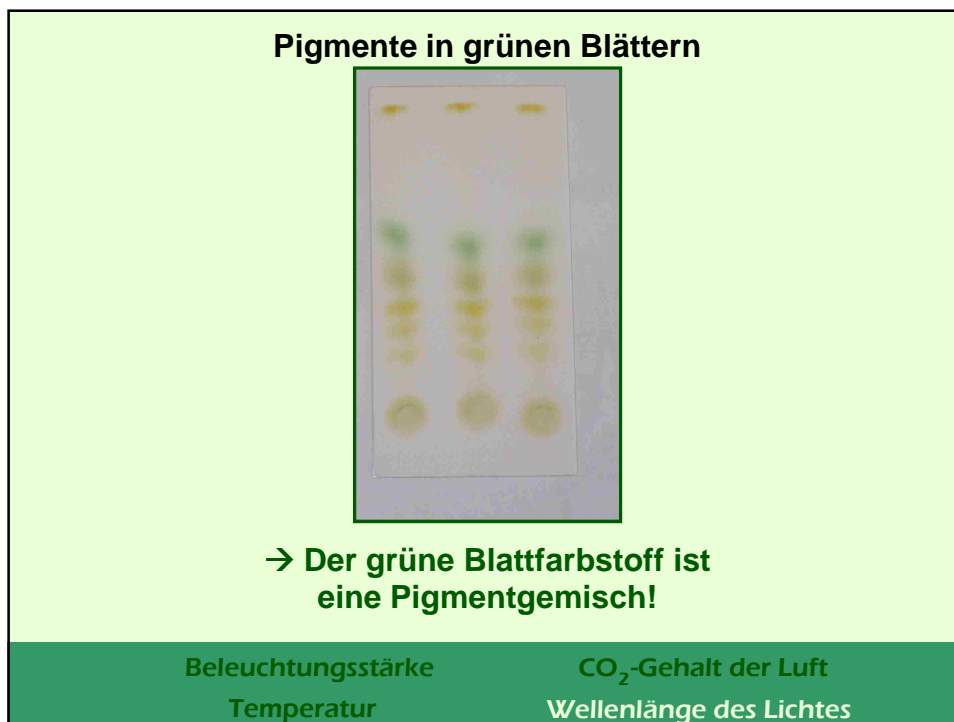 Pigmente in grünen Blättern
→ Der grüne Blattfarbstoff ist
eine Pigmentgemisch!
Beleuchtungsstärke CO₂-Gehalt der Luft
Temperatur Wellenlänge des Lichtes